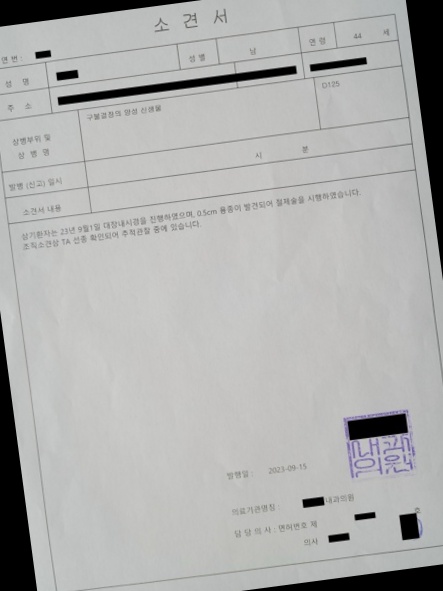 소 견 서
연 번 :
성 명
성 별 남 연 령 44 세
주 소
상병부위 및
상 병 명
구불결장의 양성 신생물 D125
발병 (신고) 일시 시 분
소견서 내용
상기환자는 23년 9월1일 대장내시경을 진행하였으며, 0.5cm 용종이 발견되어 절제술을 시행하였습니다.
조직소견상 TA 선종 확인되어 추적관찰 중에 있습니다.
발행일 : 2023-09-15
의료기관명칭 : 내과의원
담 당 의 사 : 면허번호 제 호
의사
내과
의원